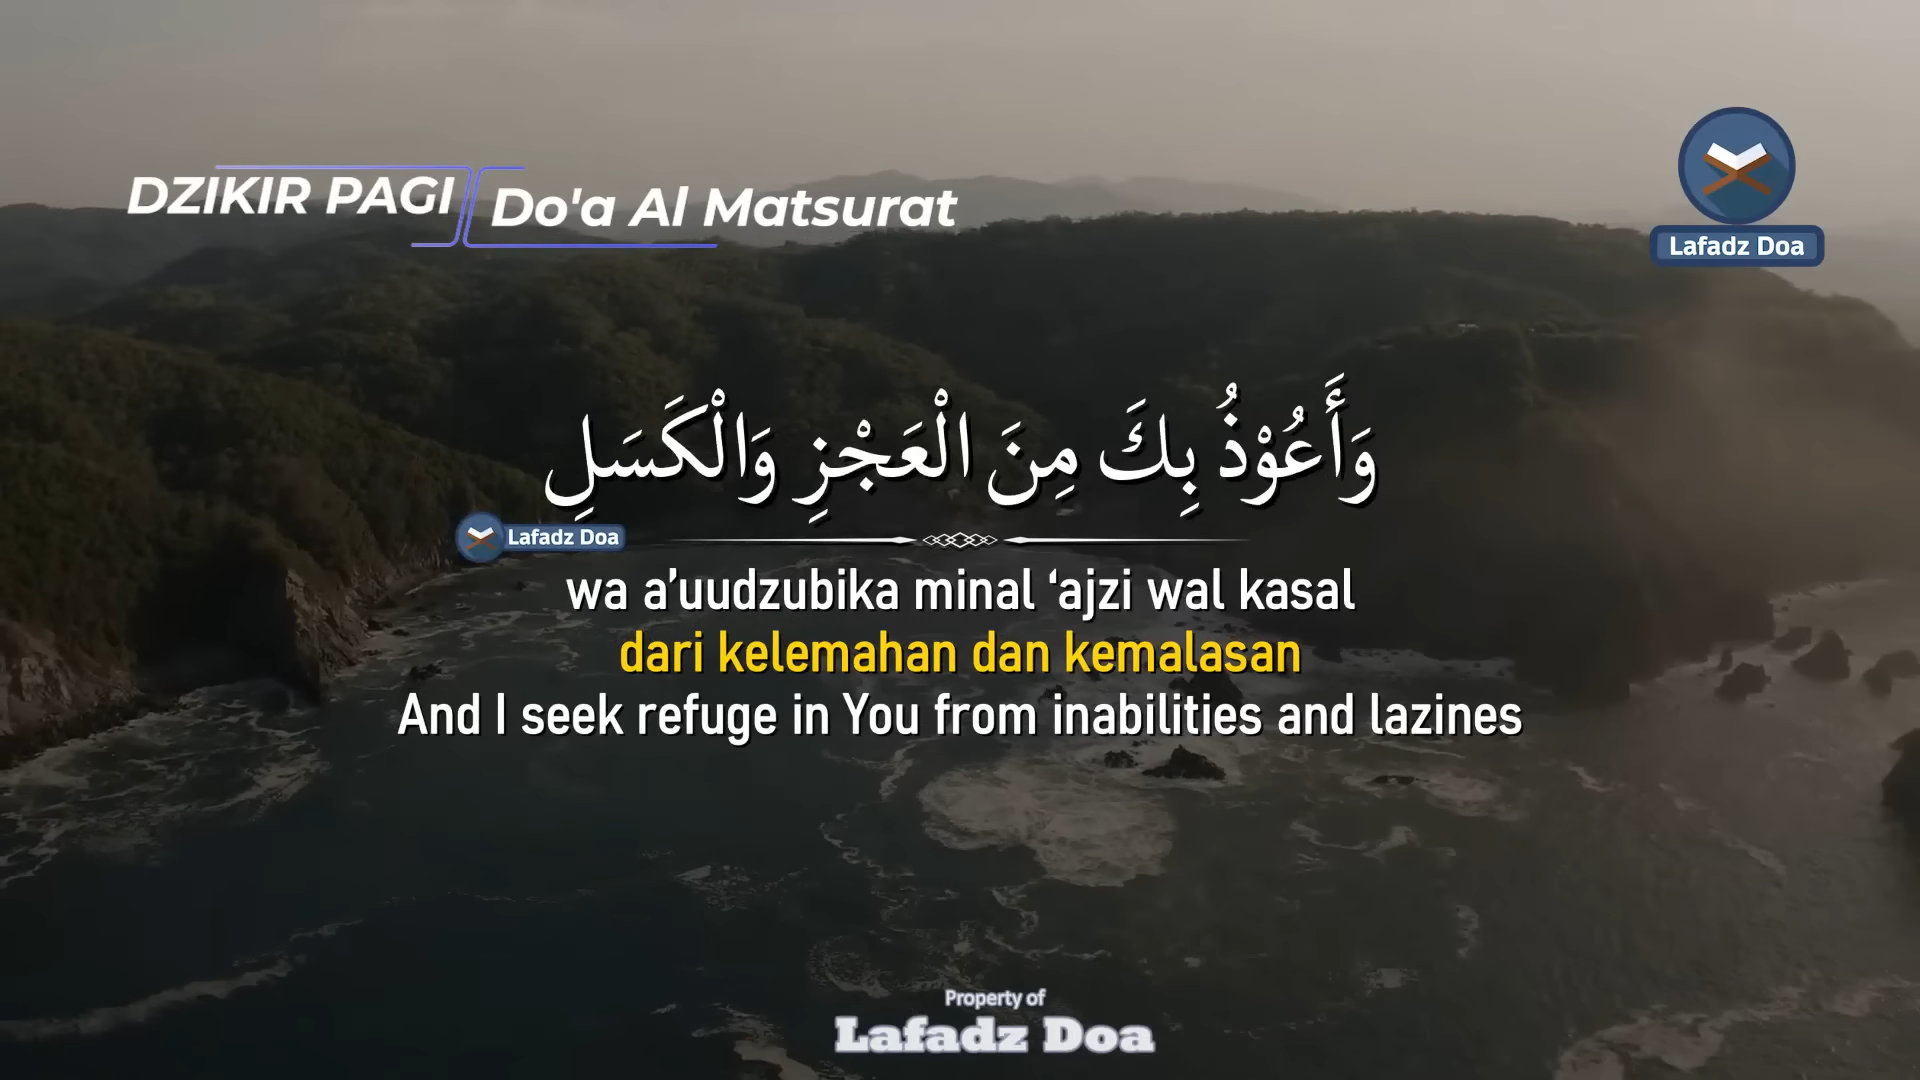 DZIKIR PAGI
Do'a Al Matsurat
Lafadz Doa
وَأَعُوْذُ بِكَ مِنَ الْعَجْزِ وَالْكَسَلِ
Lafadz Doa
wa a’uudzubika minal ‘ajzi wal kasal
dari kelemahan dan kemalasan
And I seek refuge in You from inabilities and lazines
Property of
Lafadz Doa